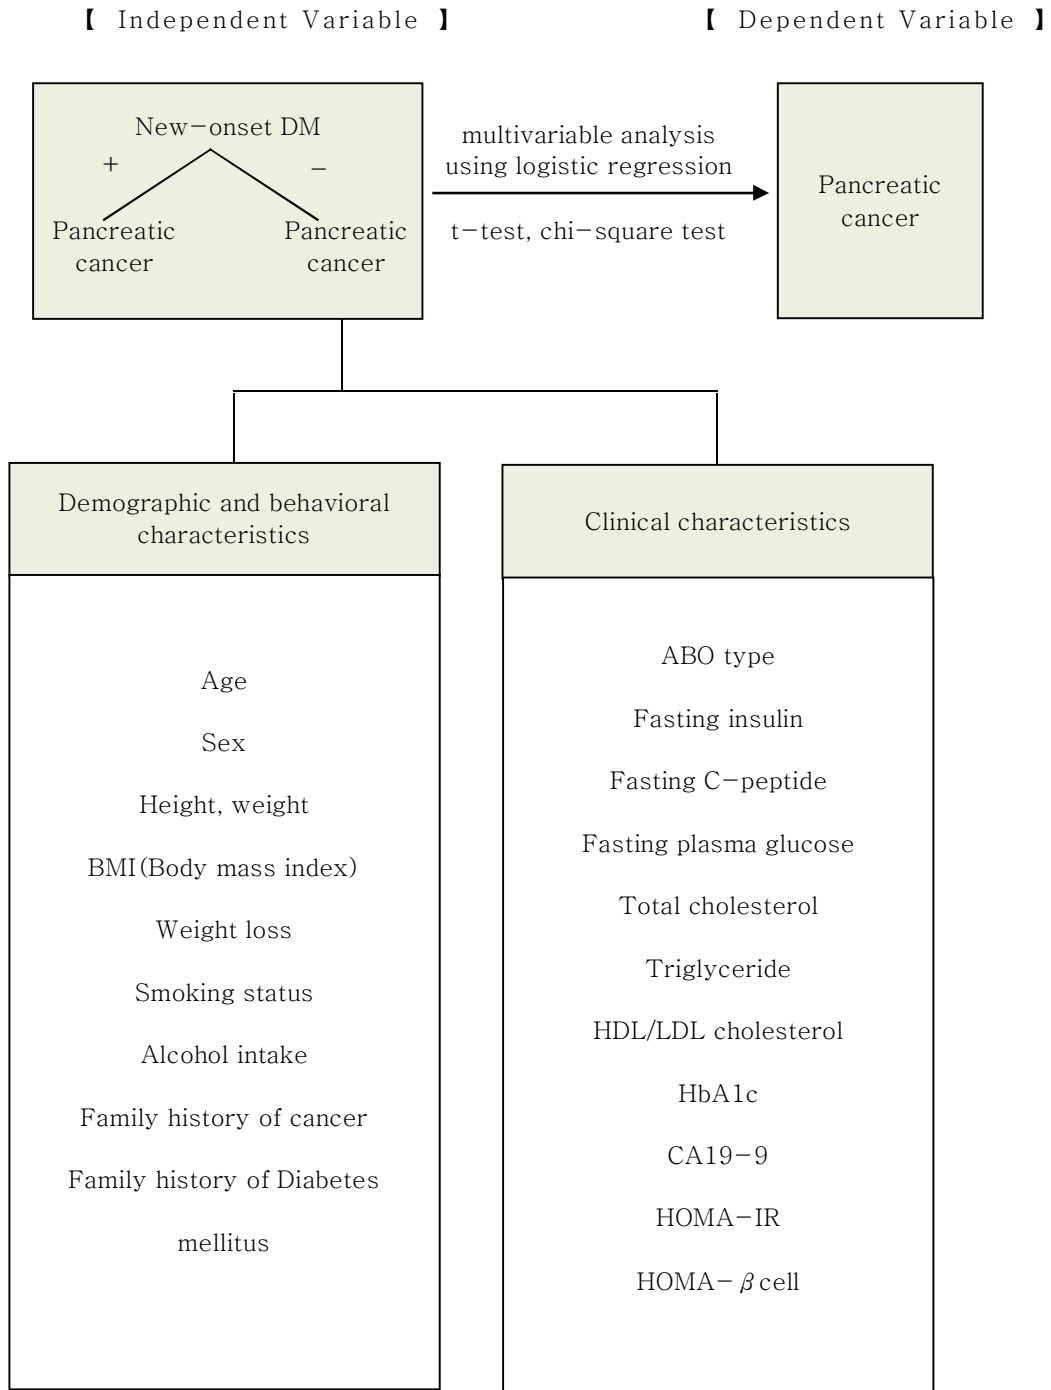 【 Independent Variable 】
【 Dependent Variable 】
New-onset DM
+
−
Pancreatic
cancer
Pancreatic
cancer
multivariable analysis
using logistic regression
t-test, chi-square test
Pancreatic
cancer
Demographic and behavioral
characteristics
Age
Sex
Height, weight
BMI(Body mass index)
Weight loss
Smoking status
Alcohol intake
Family history of cancer
Family history of Diabetes
mellitus
Clinical characteristics
ABO type
Fasting insulin
Fasting C-peptide
Fasting plasma glucose
Total cholesterol
Triglyceride
HDL/LDL cholesterol
HbA1c
CA19-9
HOMA-IR
HOMA-β cell